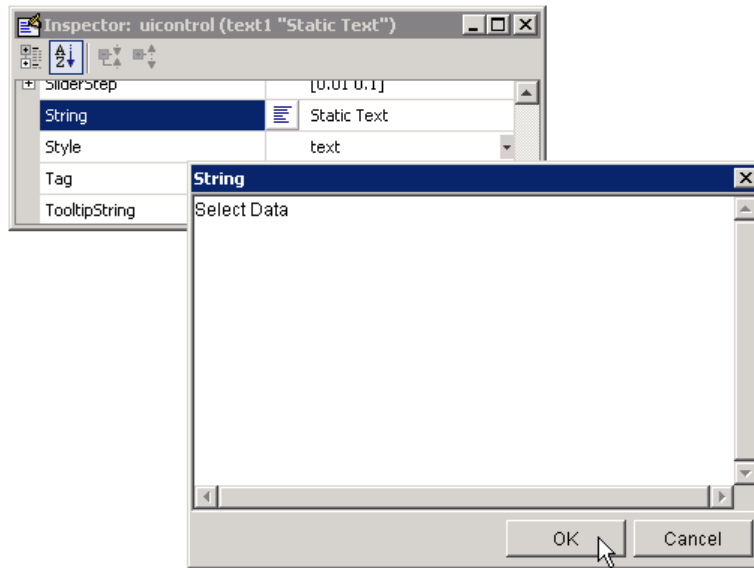 Inspector: uicontrol (text1 "Static Text")
SliderStep [0.01 0.1]
String Static Text
Style text
Tag
TooltipString
String
Select Data
OK Cancel